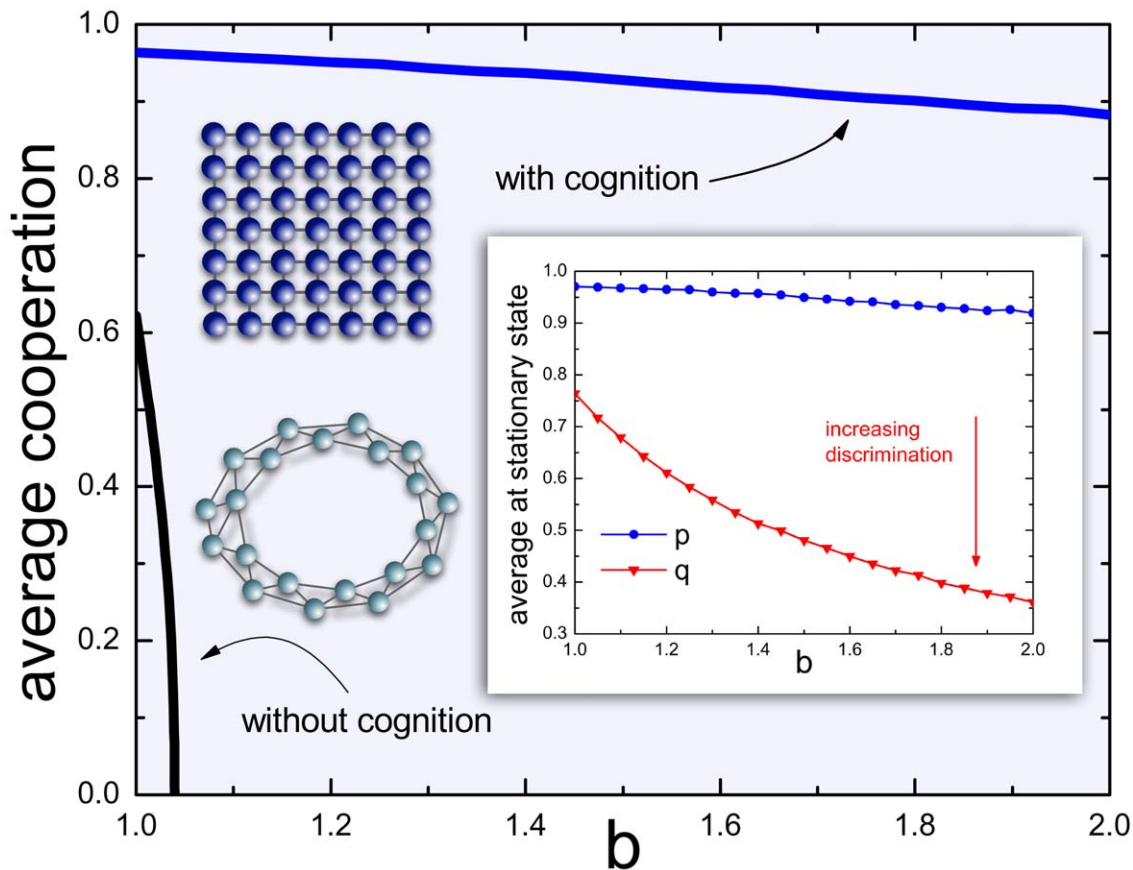 1.0
0.8
0.6
0.4
0.2
0.0
average cooperation
with cognition
without cognition
1.0 1.2 1.4 1.6 1.8 2.0
b
1.0
0.9
0.8
0.7
0.6
0.5
0.4
0.3
average at stationary state
increasing
discrimination
p
q
1.0 1.2 1.4 1.6 1.8 2.0
b